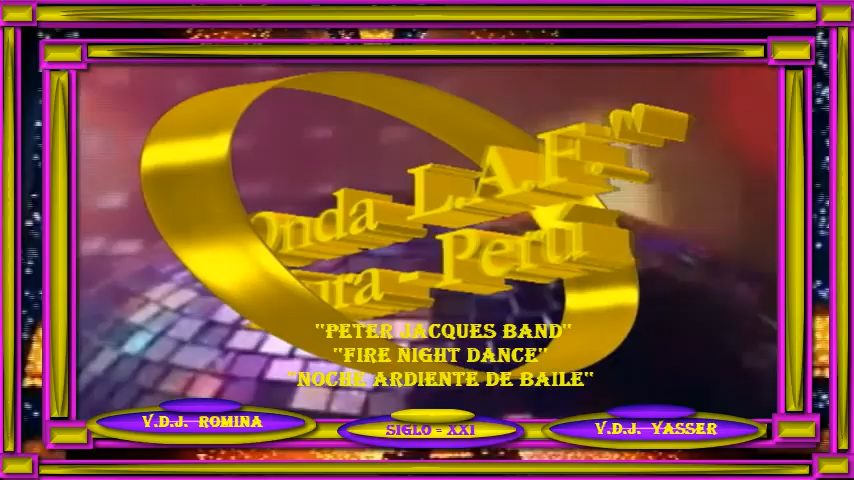 Onda L.A.F."
ura - Perú
"PETER JACQUES BAND"
"FIRE NIGHT DANCE"
"NOCHE ARDIENTE DE BAILE"
V.D.J. ROMINA
SIGLO - XXI
V.D.J. YASSER